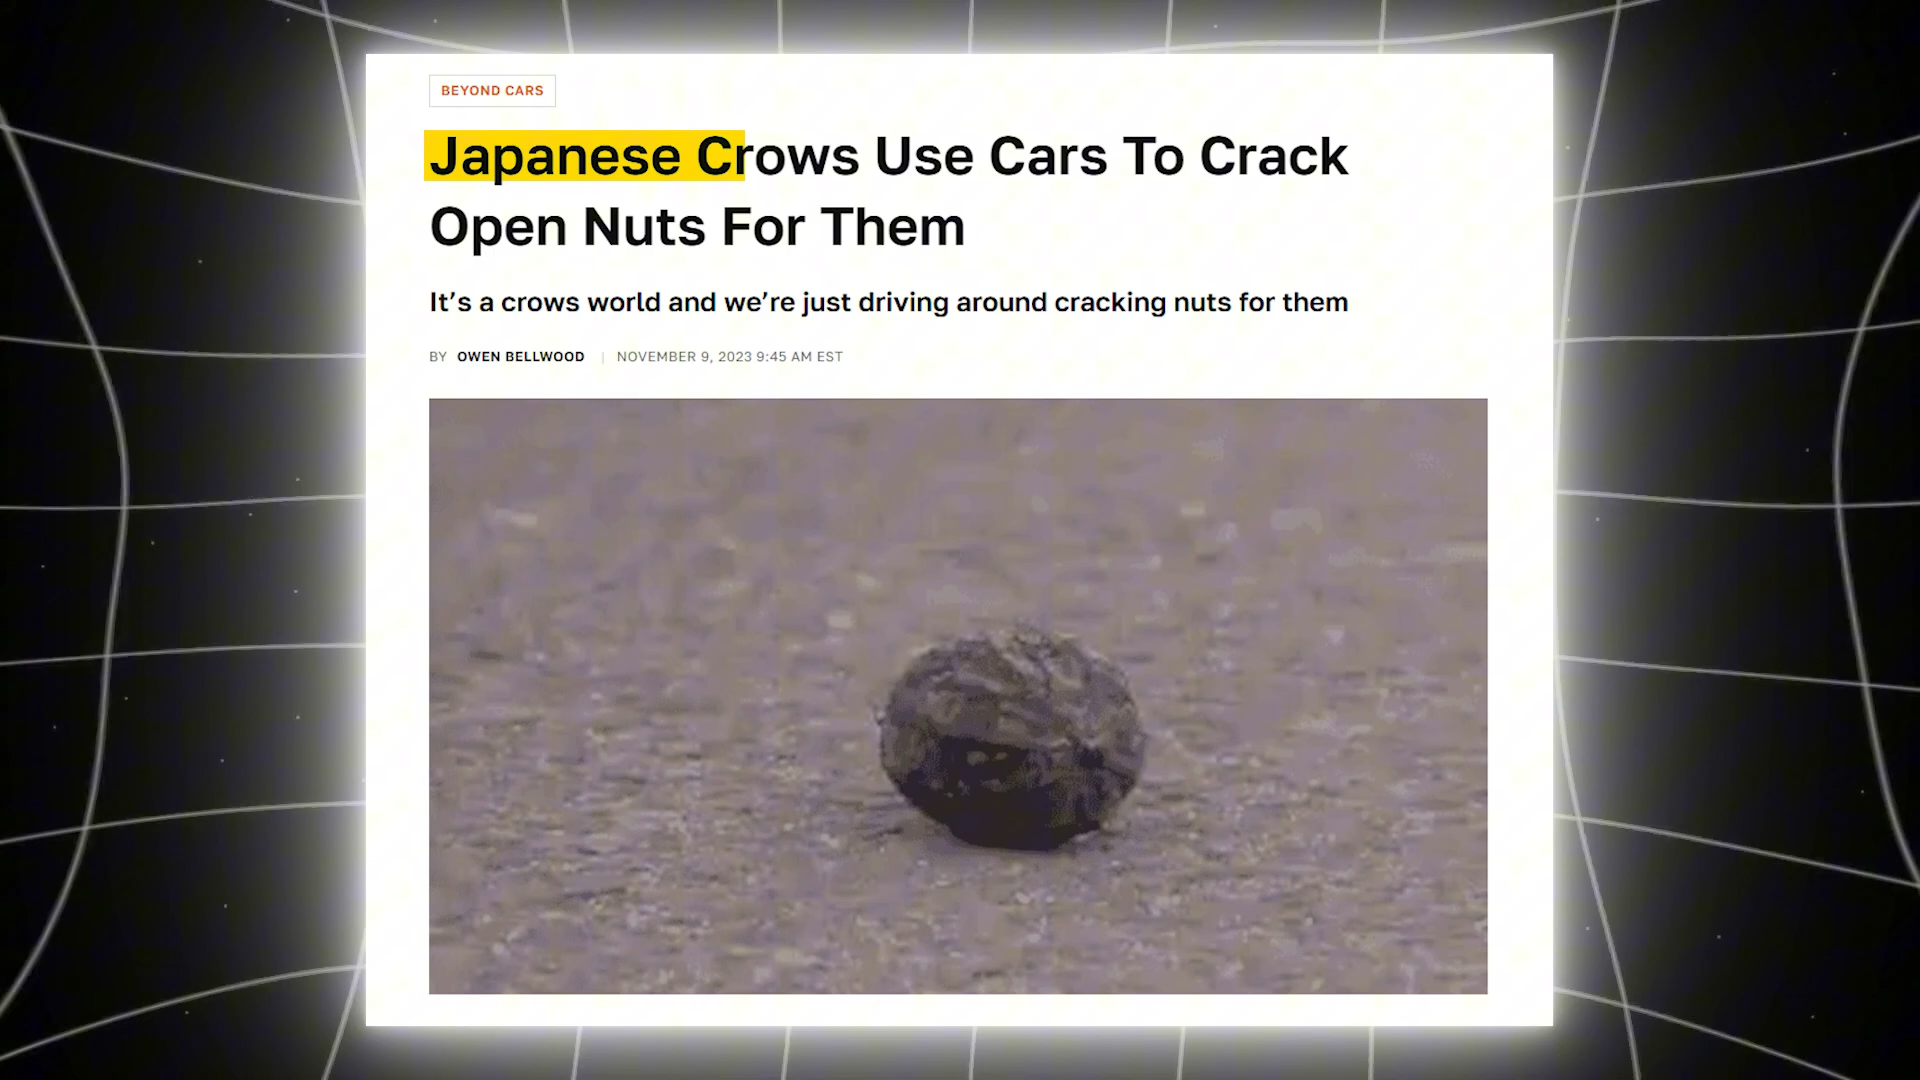 BEYOND CARS
Japanese Crows Use Cars To Crack
Open Nuts For Them
It’s a crows world and we’re just driving around cracking nuts for them
BY OWEN BELLWOOD | NOVEMBER 9, 2023 9:45 AM EST